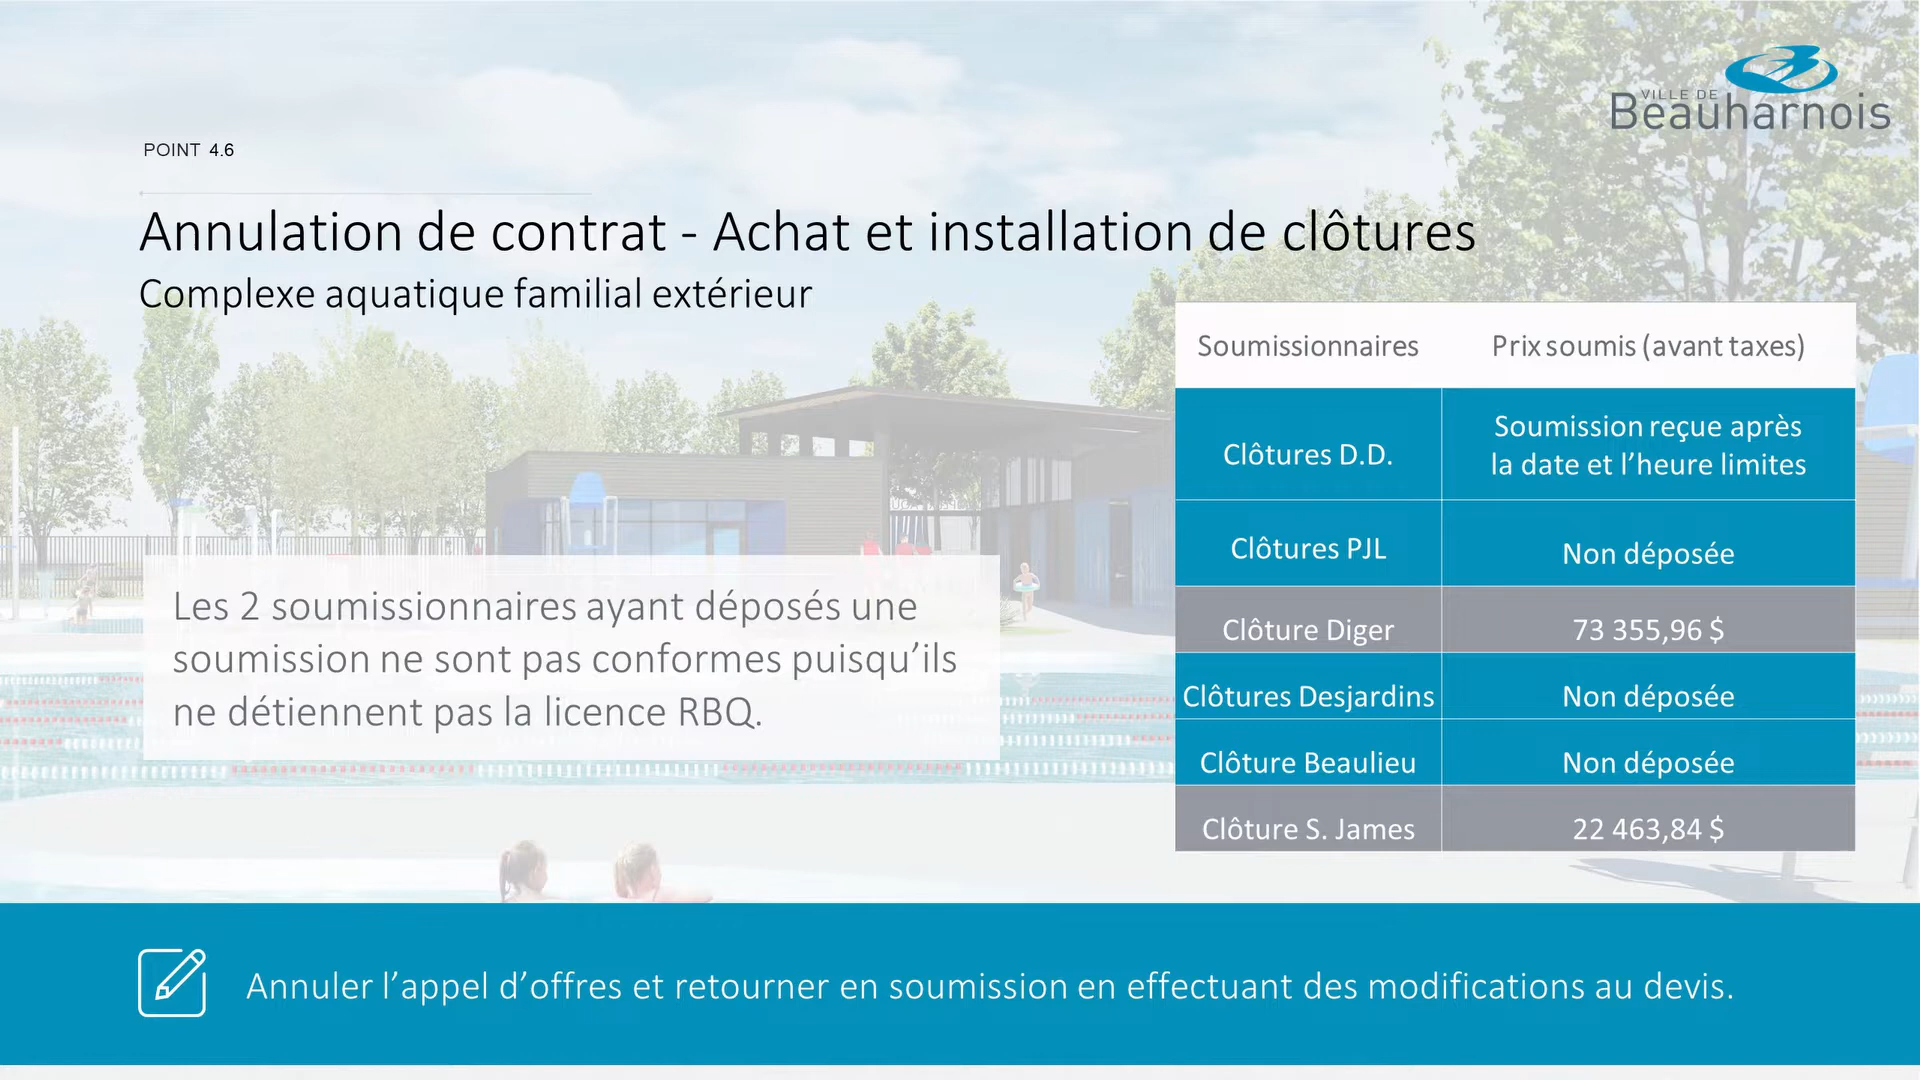 VILLE DE
Beauharnois
POINT 4.6
Annulation de contrat - Achat et installation de clôtures
Complexe aquatique familial extérieur
Soumissionnaires Prix soumis (avant taxes)
Clôtures D.D. Soumission reçue après
la date et l’heure limites
Clôtures PJL Non déposée
Clôture Diger 73 355,96 $
Clôtures Desjardins Non déposée
Clôture Beaulieu Non déposée
Clôture S. James 22 463,84 $
Les 2 soumissionnaires ayant déposés une
soumission ne sont pas conformes puisqu’ils
ne détiennent pas la licence RBQ.
Annuler l’appel d’offres et retourner en soumission en effectuant des modifications au devis.